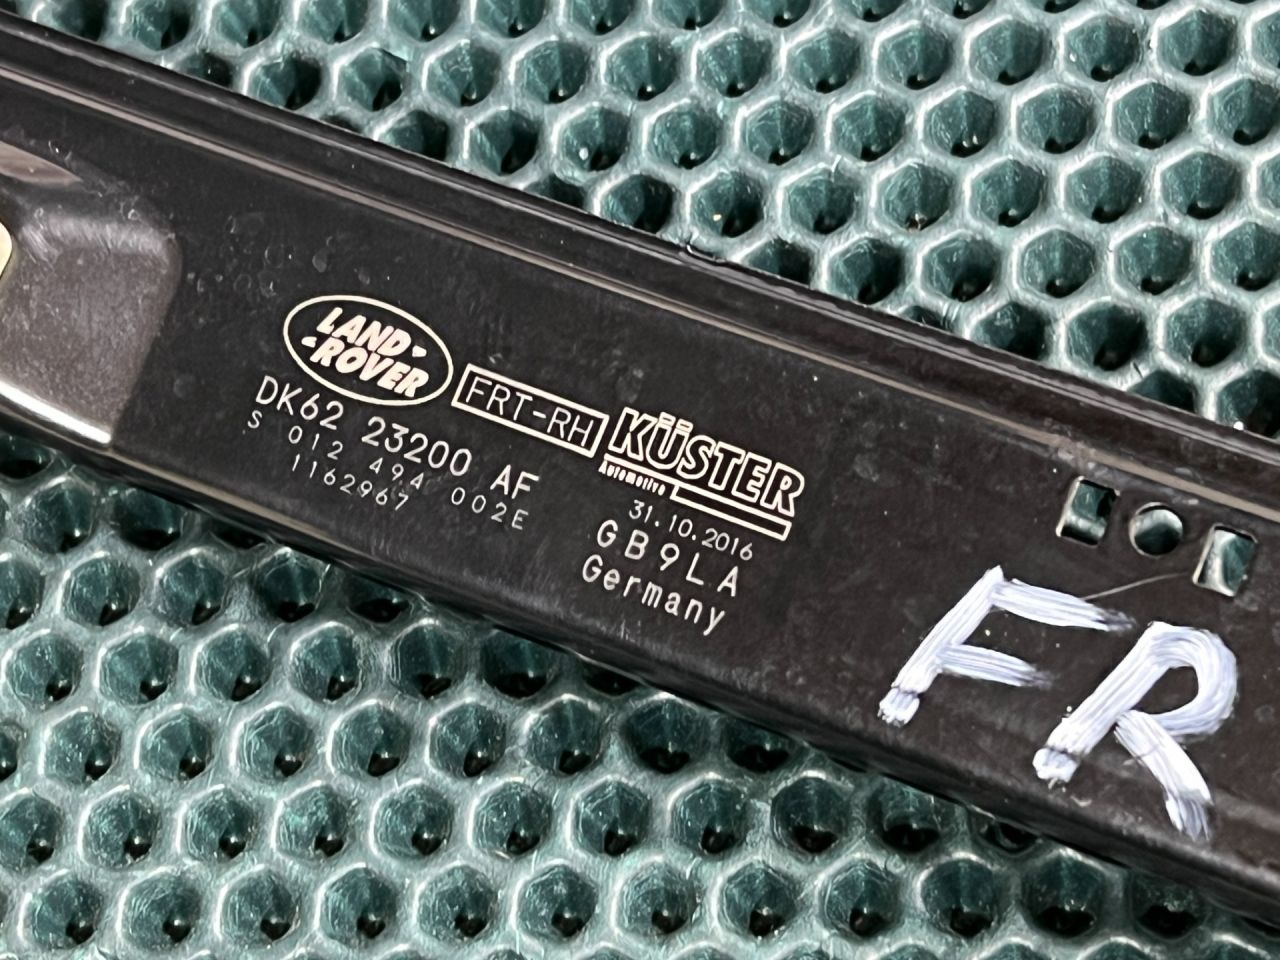 LAND-
-ROVER
FRT-RH
KÜSTER
Automotive
DK62 23200 AF
S 012 494 002E
1162967
31.10.2016
GB9LA
Germany
FR